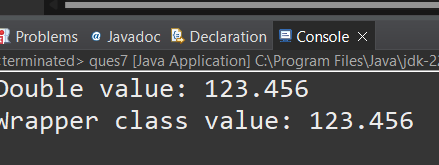 Problems @ Javadoc Declaration Console
terminated> ques7 [Java Application] C:\Program Files\Java\jdk-22
Double value: 123.456
Wrapper class value: 123.456